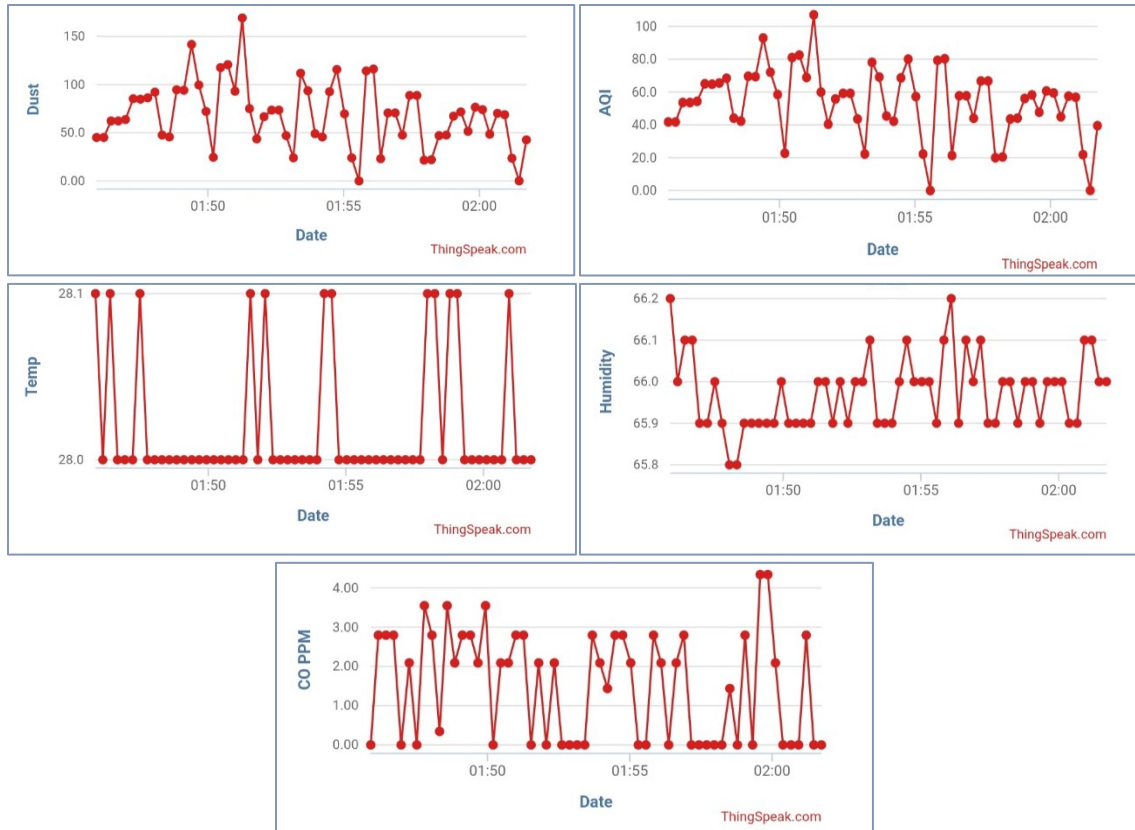 Dust
150
100
50.0
0.00
01:50
01:55
02:00
Date
ThingSpeak.com
AQI
100
80.0
60.0
40.0
20.0
0.00
01:50
01:55
02:00
Date
ThingSpeak.com
Temp
28.1
28.0
01:50
01:55
02:00
Date
ThingSpeak.com
Humidity
66.2
66.1
66.0
65.9
65.8
01:50
01:55
02:00
Date
ThingSpeak.com
CO PPM
4.00
3.00
2.00
1.00
0.00
01:50
01:55
02:00
Date
ThingSpeak.com